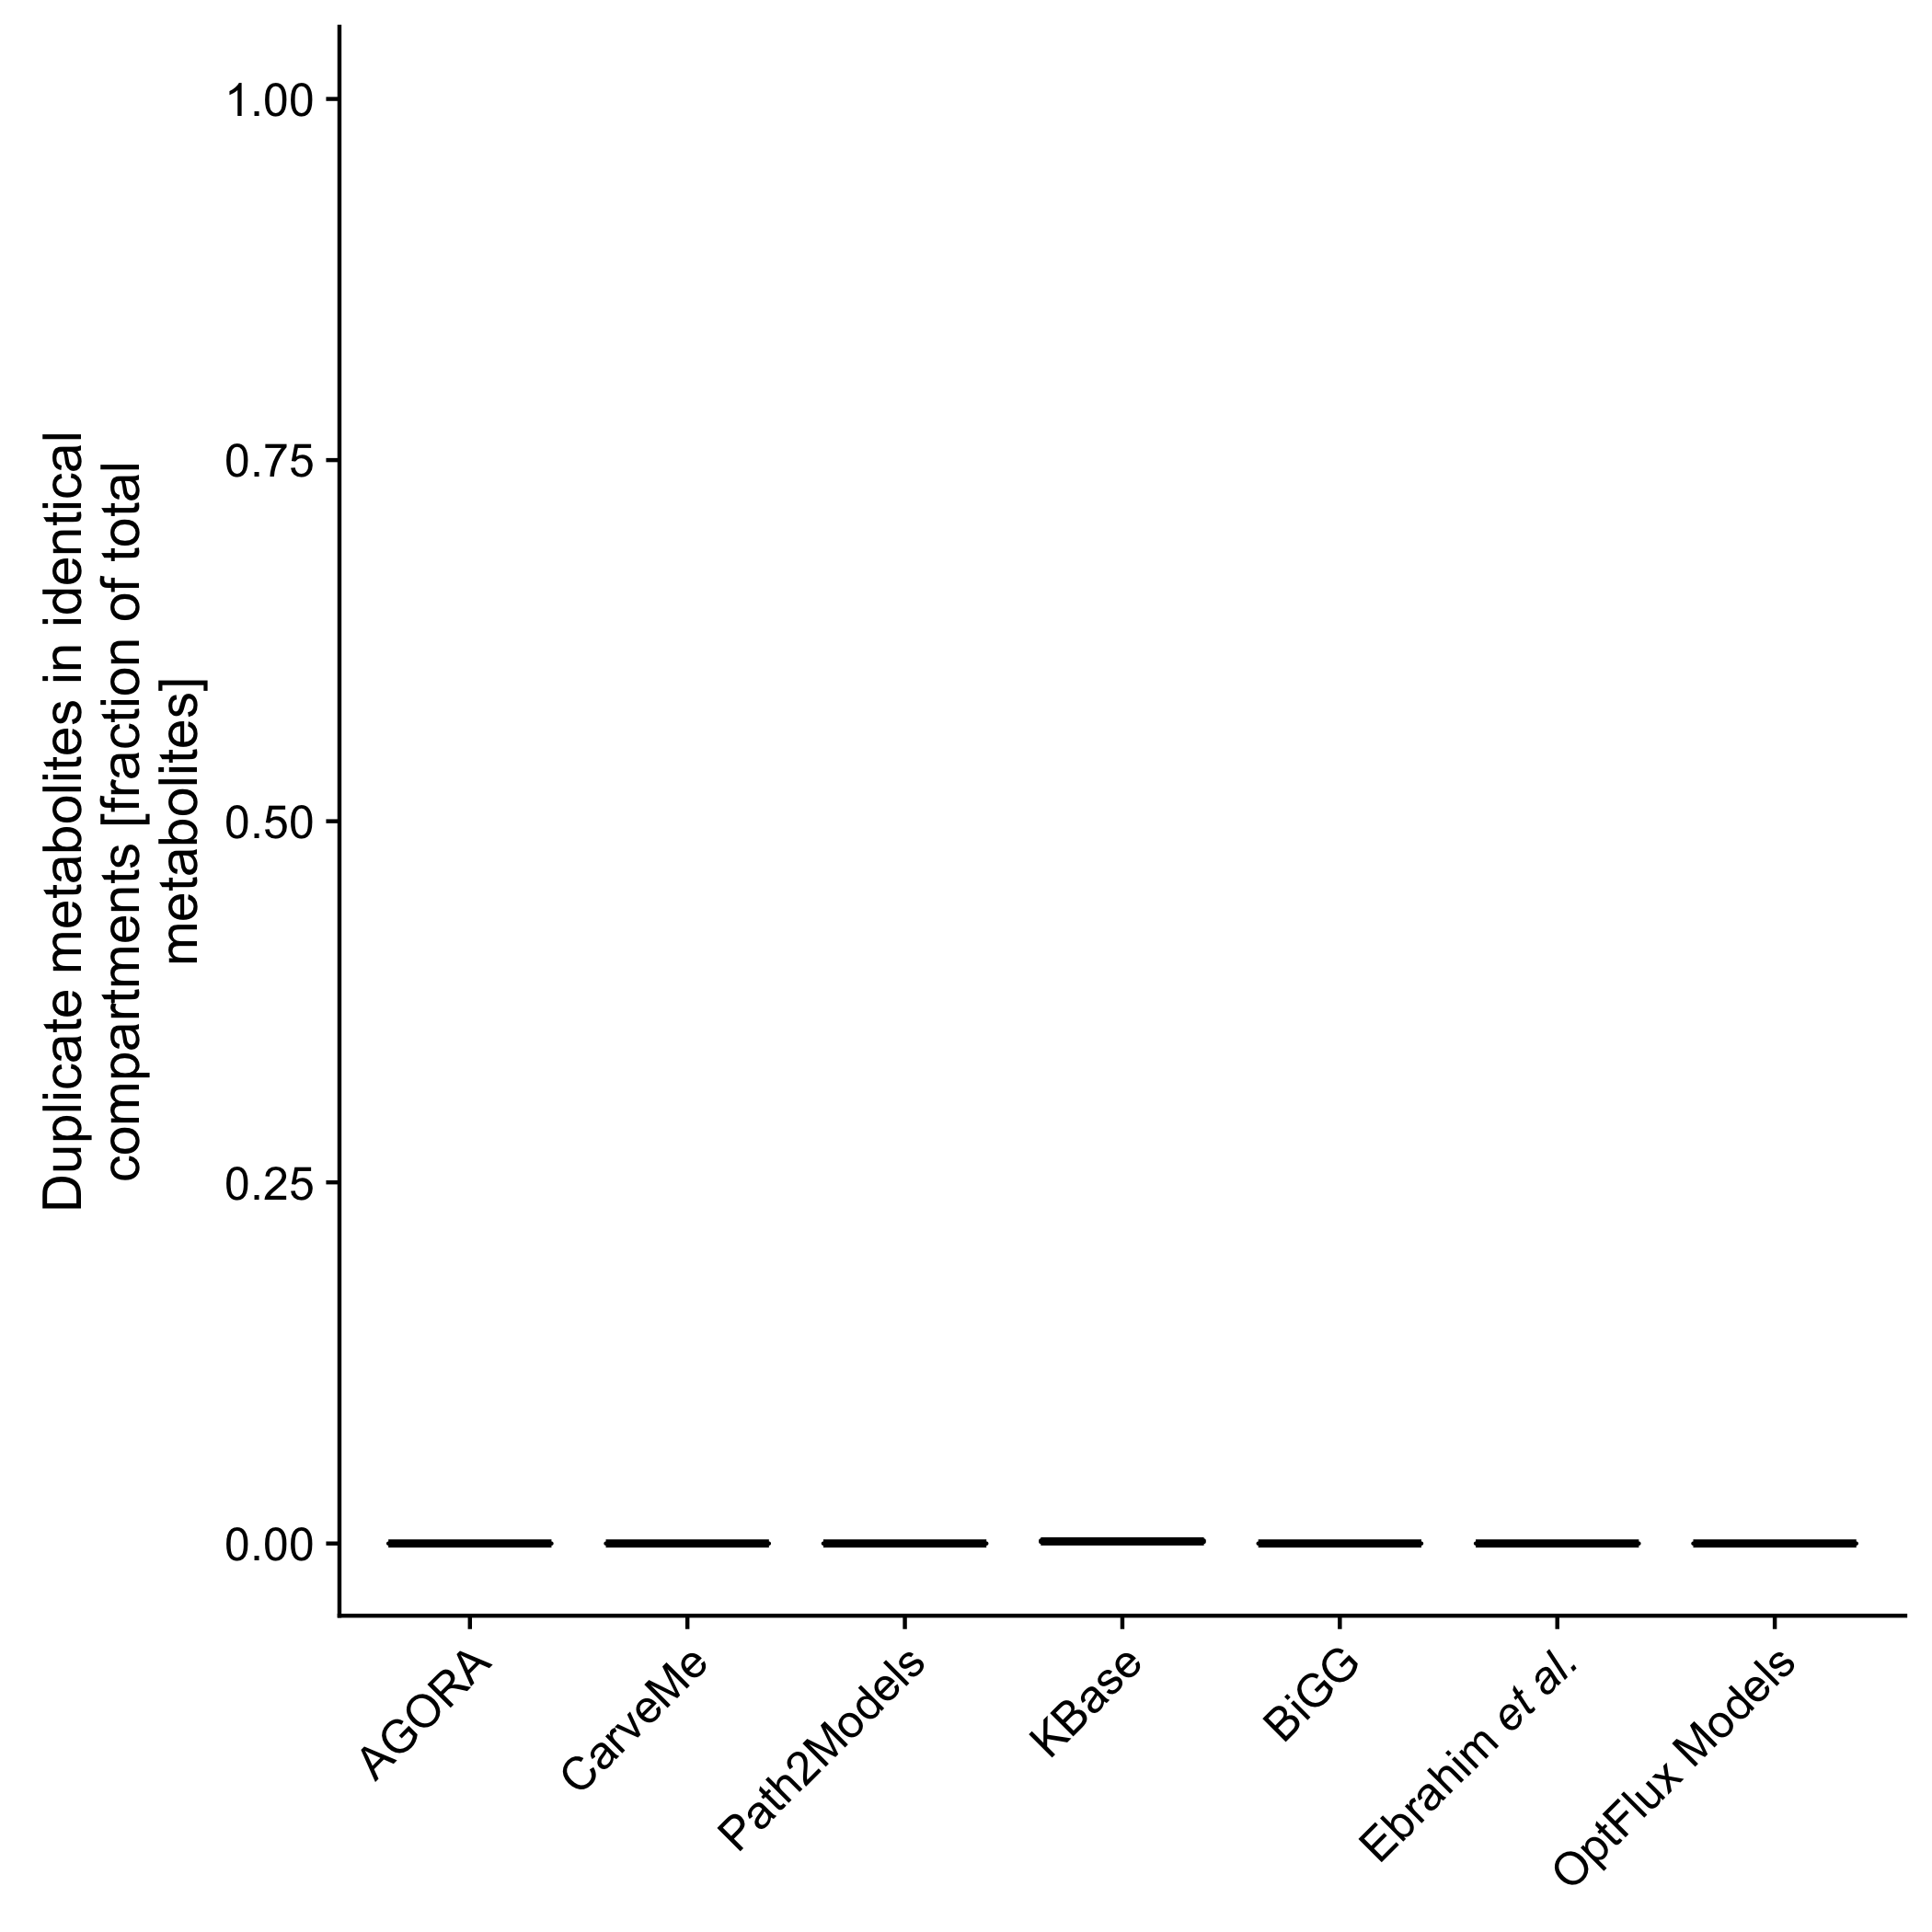 Duplicate metabolites in identical
compartments [fraction of total
metabolites]
1.00
0.75
0.50
0.25
0.00
AGORA
CarveMe
Path2Models
KBase
BiGG
Ebrahim et al.
OptFlux Models